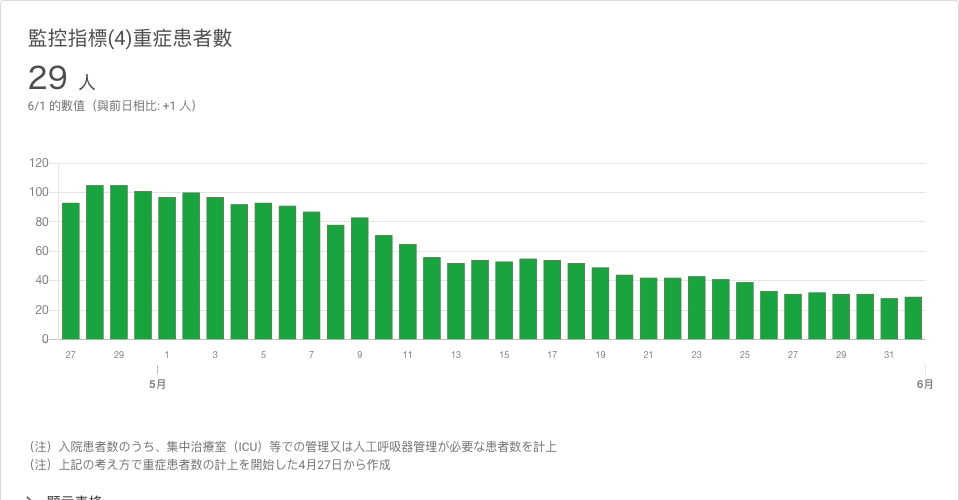 監控指標(4)重症患者數
29 人
6/1 的數值（與前日相比: +1 人）
120
100
80
60
40
20
0
27 29 1 3 5 7 9 11 13 15 17 19 21 23 25 27 29 31
5月 6月
（注）入院患者数のうち、集中治療室（ICU）等での管理又は人工呼吸器管理が必要な患者数を計上
（注）上記の考え方で重症患者数の計上を開始した4月27日から作成
顯示表格